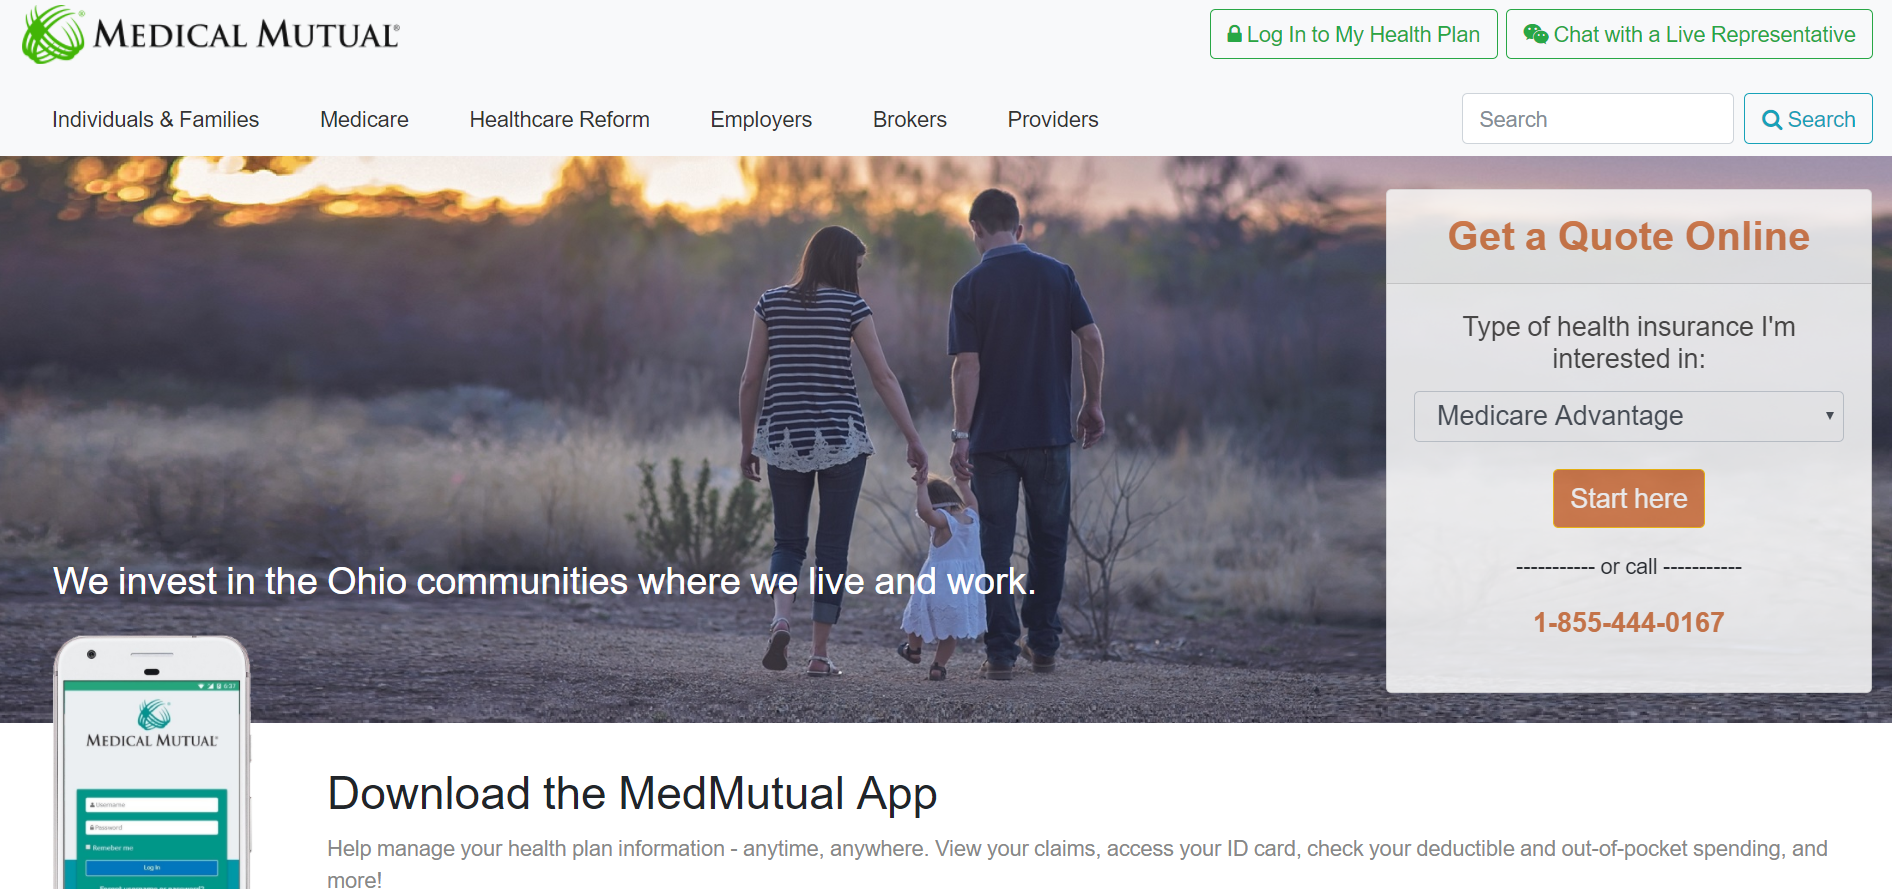 MEDICAL MUTUAL®
Log In to My Health Plan
Chat with a Live Representative
Individuals & Families
Medicare
Healthcare Reform
Employers
Brokers
Providers
Search
Search
Get a Quote Online
Type of health insurance I'm
interested in:
Medicare Advantage
Start here
----------- or call -----------
1-855-444-0167
We invest in the Ohio communities where we live and work.
6:37
MEDICAL MUTUAL®
Username
Password
Remeber me
Log In
Download the MedMutual App
Help manage your health plan information - anytime, anywhere. View your claims, access your ID card, check your deductible and out-of-pocket spending, and
more!